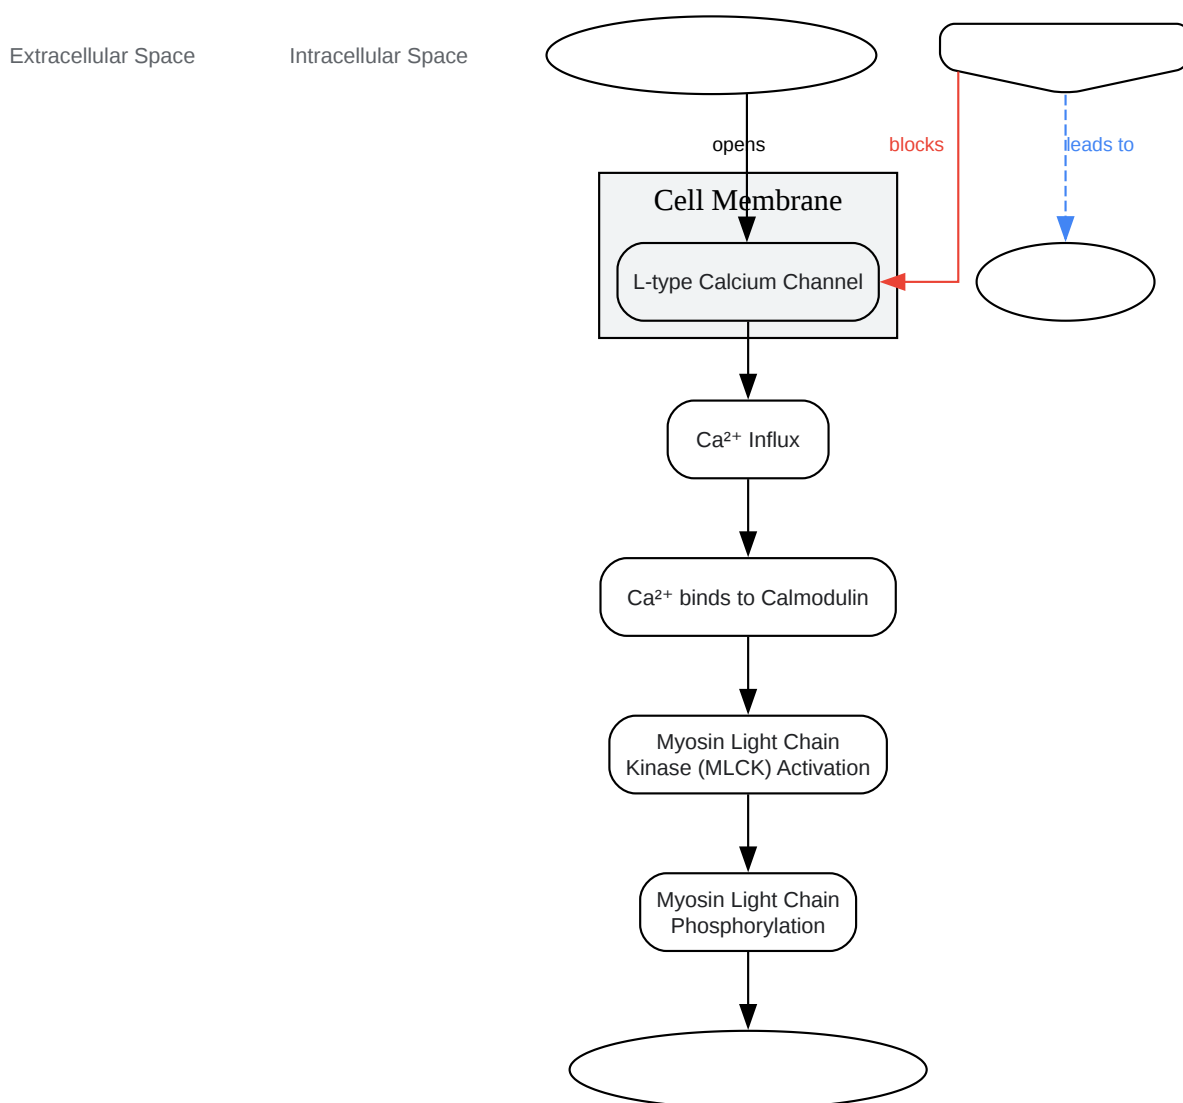 Extracellular Space
Intracellular Space
opens
blocks
leads to
Cell Membrane
L-type Calcium Channel
Ca²⁺ Influx
Ca²⁺ binds to Calmodulin
Myosin Light Chain
Kinase (MLCK) Activation
Myosin Light Chain
Phosphorylation